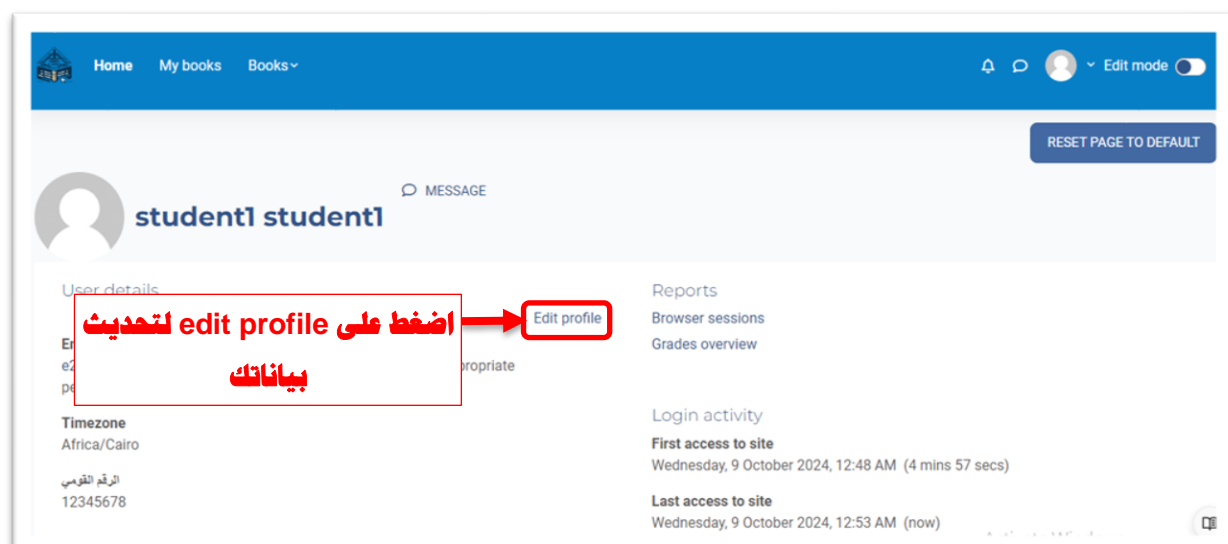 Home My books Books
Edit mode
RESET PAGE TO DEFAULT
MESSAGE
student1 student1
User details
Edit profile
اضغط على edit profile لتحديث
بياناتك
propriate
Timezone
Africa/Cairo
الرقم القومي
12345678
Reports
Browser sessions
Grades overview
Login activity
First access to site
Wednesday, 9 October 2024, 12:48 AM (4 mins 57 secs)
Last access to site
Wednesday, 9 October 2024, 12:53 AM (now)